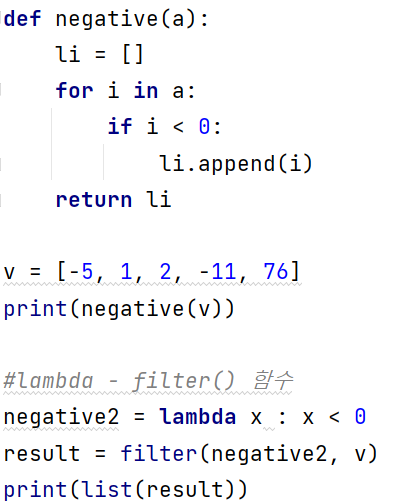 def negative(a):
    li = []
    for i in a:
        if i < 0:
            li.append(i)
    return li
v = [-5, 1, 2, -11, 76]
print(negative(v))
#lambda - filter() 함수
negative2 = lambda x : x < 0
result = filter(negative2, v)
print(list(result))